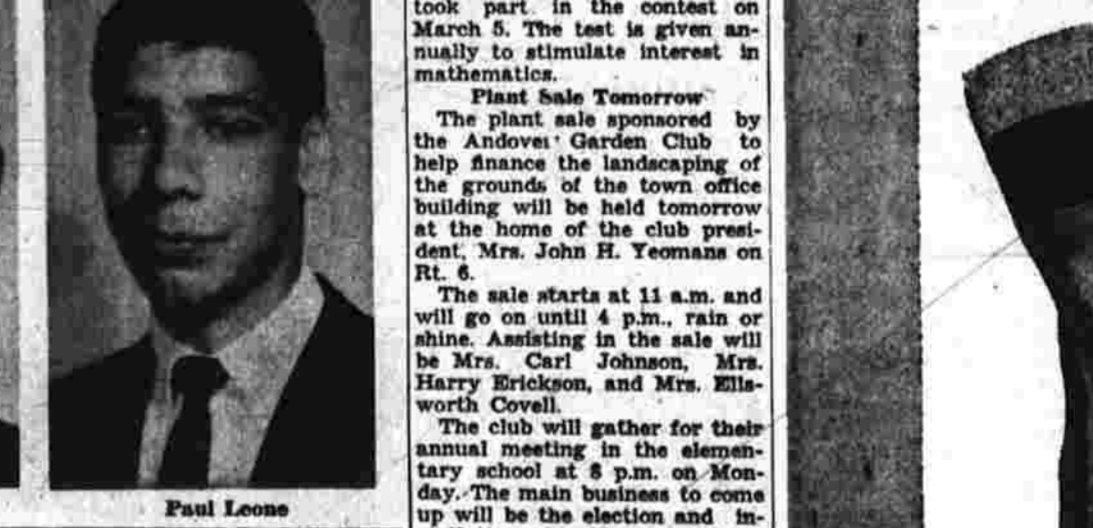 took part in the contest on
March 5. The test is given an-
nually to stimulate interest in
mathematics.
Plant Sale Tomorrow
The plant sale sponsored by
the Andover Garden Club to
help finance the landscaping of
the grounds of the town office
building will be held tomorrow
at the home of the club presi-
dent, Mrs. John H. Yeomans on
Rt. 6.
The sale starts at 11 a.m. and
will go on until 4 p.m., rain or
shine. Assisting in the sale will
be Mrs. Carl Johnson, Mrs.
Harry Erickson, and Mrs. Ells-
worth Covell.
The club will gather for their
annual meeting in the elemen-
tary school at 8 p.m. on Mon-
day. The main business to come
up will be the election and in-
Paul Leone